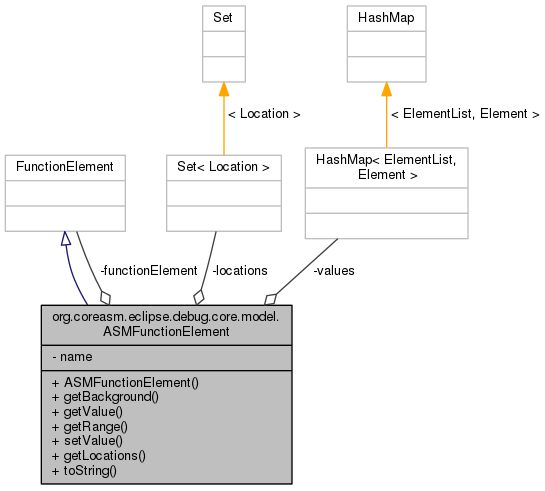 Set
HashMap
< Location >
< ElementList, Element >
FunctionElement
Set< Location >
HashMap< ElementList,
Element >
-functionElement
-locations
-values
org.coreasm.eclipse.debug.core.model.
ASMFunctionElement
- name
+ ASMFunctionElement()
+ getBackground()
+ getValue()
+ getRange()
+ setValue()
+ getLocations()
+ toString()